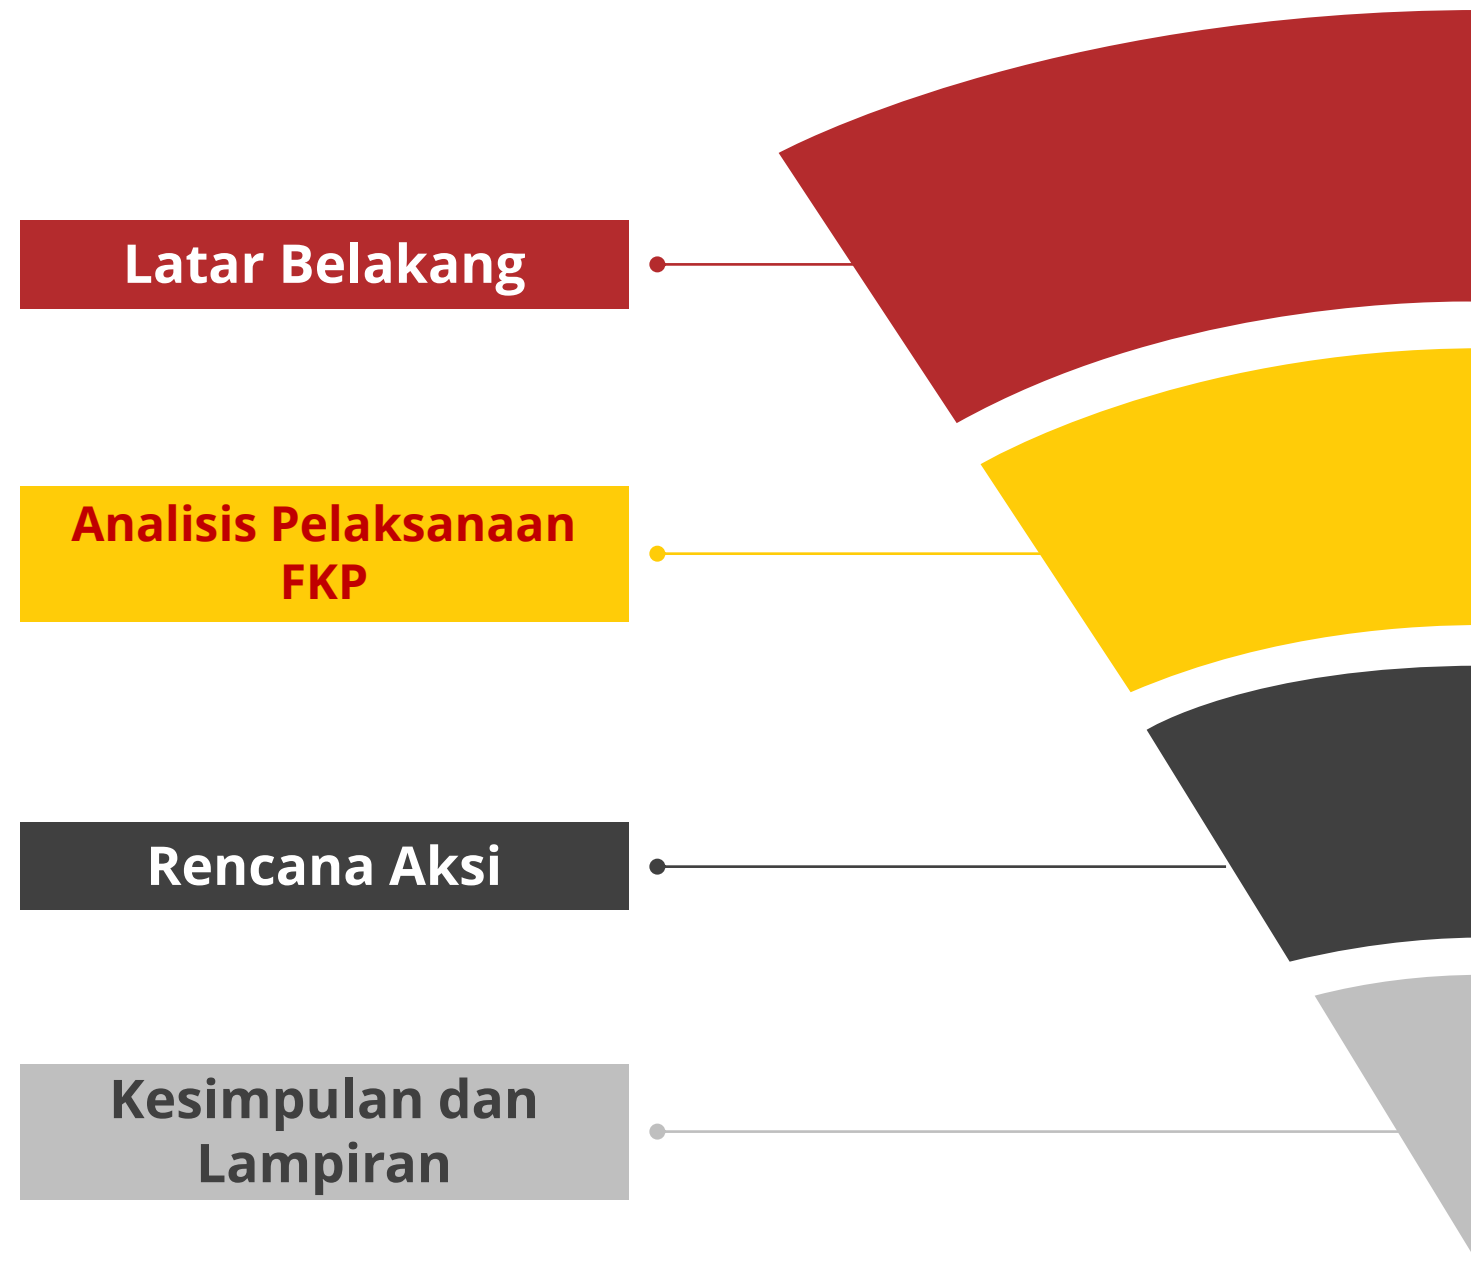 Latar Belakang
Analisis Pelaksanaan
FKP
Rencana Aksi
Kesimpulan dan
Lampiran